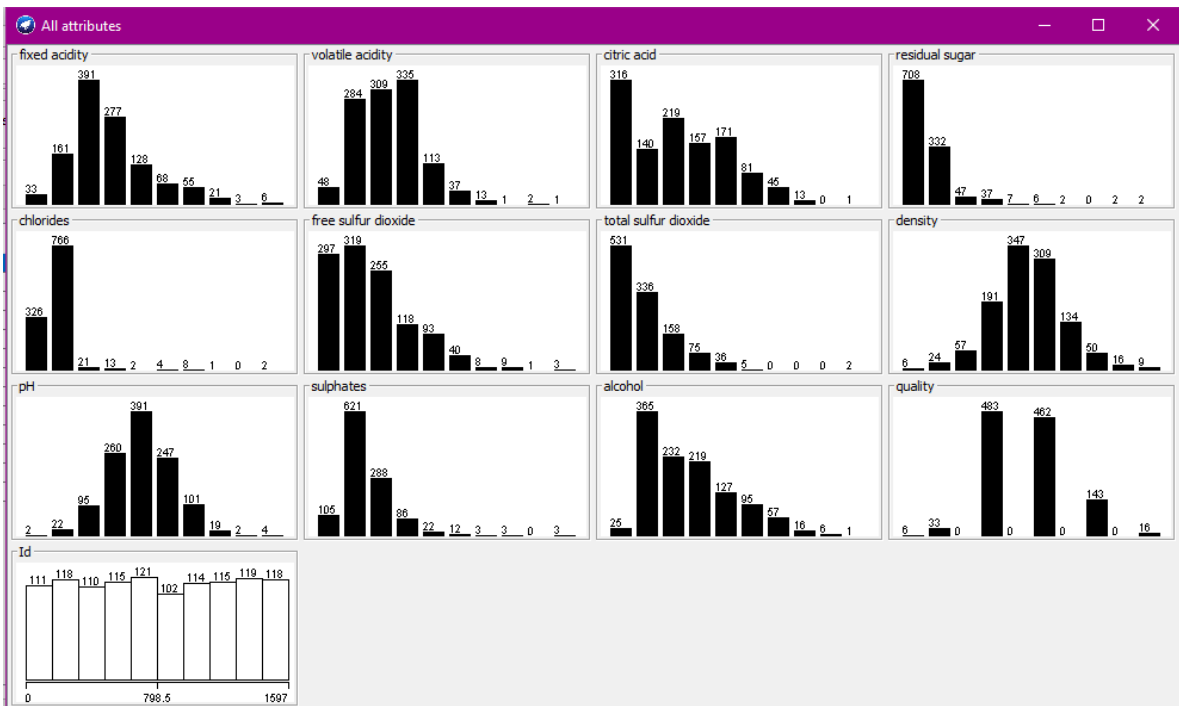 All attributes
fixed acidity
33 161 391 277 128 68 55 21 3 6
volatile acidity
48 284 309 335 113 37 13 1 2 1
citric acid
316 140 219 157 171 81 45 13 0 1
residual sugar
708 332 47 37 7 6 2 0 2 2
chlorides
326 766 21 13 2 4 8 1 0 2
free sulfur dioxide
297 319 255 118 93 40 8 9 1 3
total sulfur dioxide
531 336 158 75 36 5 0 0 0 2
density
6 24 57 191 347 309 134 50 16 9
pH
2 22 95 260 391 247 101 19 2 4
sulphates
105 621 288 86 22 12 3 3 0 3
alcohol
25 365 232 219 127 95 57 16 6 1
quality
6 33 0 483 0 462 0 143 0 16
Id
111 118 110 115 121 102 114 115 119 118
0 798.5 1597